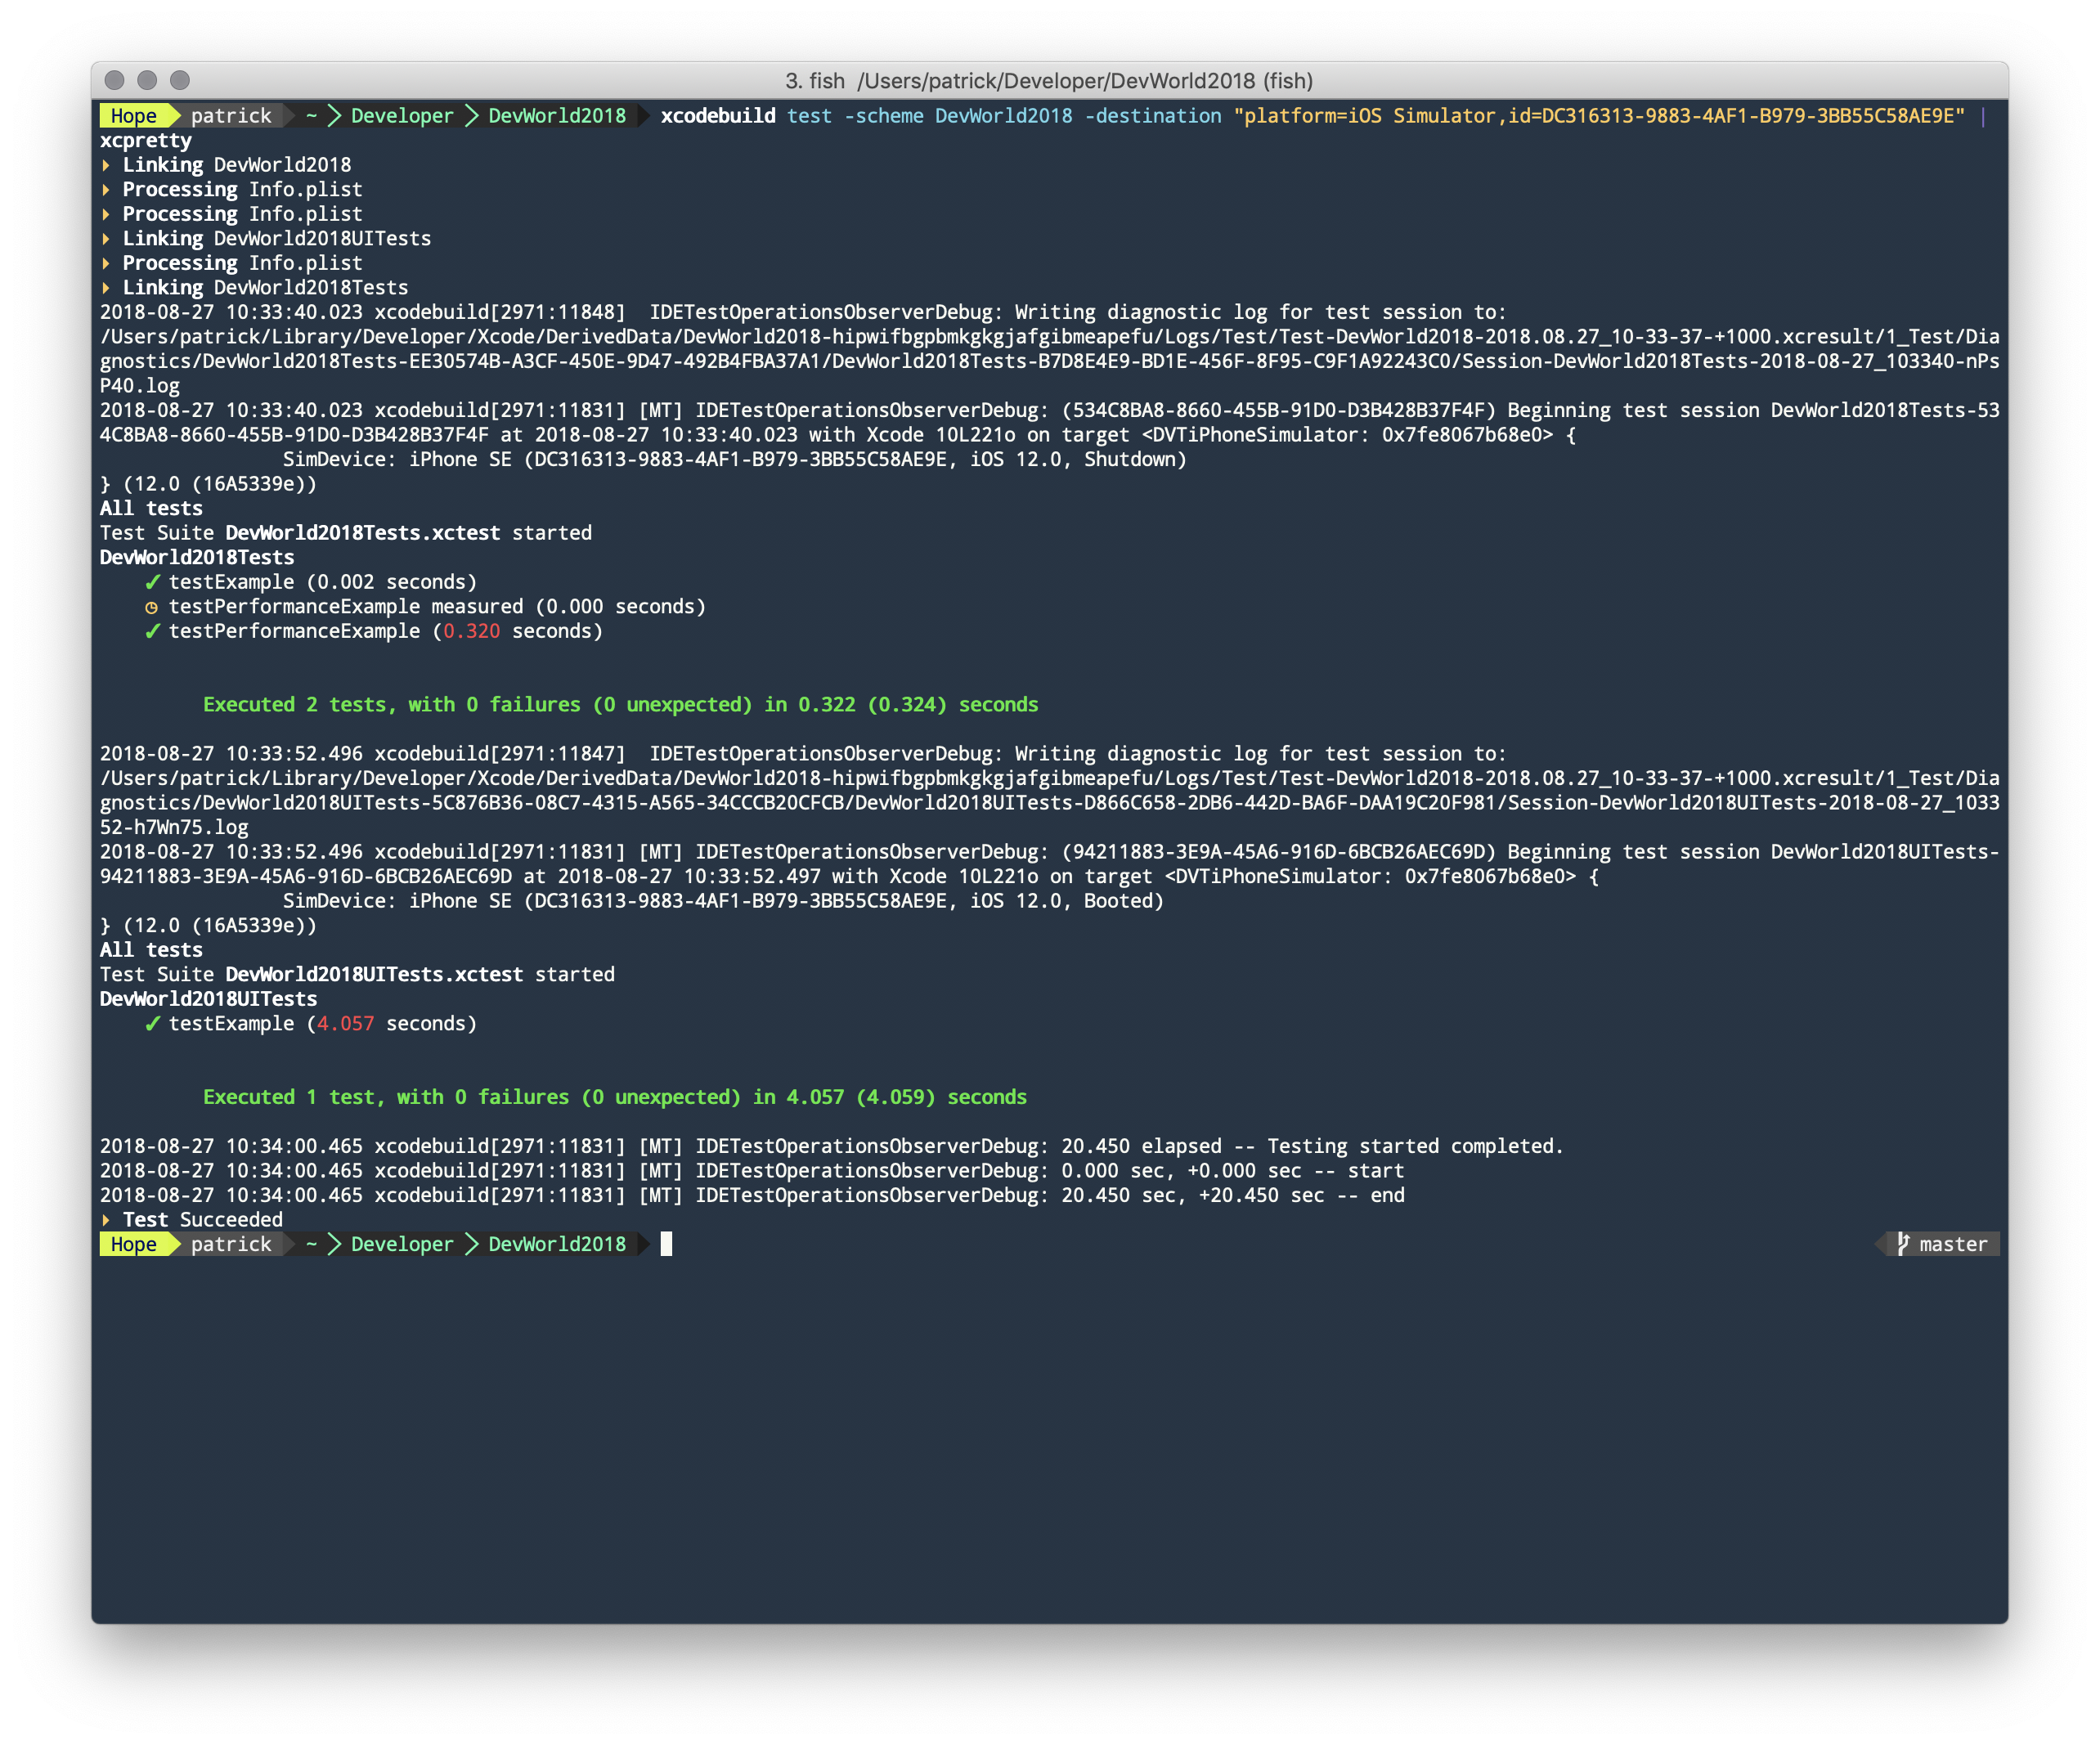 3. fish  /Users/patrick/Developer/DevWorld2018 (fish)
Hope patrick ~ Developer DevWorld2018 xcodebuild test -scheme DevWorld2018 -destination "platform=iOS Simulator,id=DC316313-9883-4AF1-B979-3BB55C58AE9E" |
xcpretty
Linking DevWorld2018
Processing Info.plist
Processing Info.plist
Linking DevWorld2018UITests
Processing Info.plist
Linking DevWorld2018Tests
2018-08-27 10:33:40.023 xcodebuild[2971:11848]  IDETestOperationsObserverDebug: Writing diagnostic log for test session to:
/Users/patrick/Library/Developer/Xcode/DerivedData/DevWorld2018-hipwifbgpbmkgkgjafgibmeapefu/Logs/Test/Test-DevWorld2018-2018.08.27_10-33-37-+1000.xcresult/1_Test/Dia
gnostics/DevWorld2018Tests-EE30574B-A3CF-450E-9D47-492B4FBA37A1/DevWorld2018Tests-B7D8E4E9-BD1E-456F-8F95-C9F1A92243C0/Session-DevWorld2018Tests-2018-08-27_103340-nPs
P40.log
2018-08-27 10:33:40.023 xcodebuild[2971:11831] [MT] IDETestOperationsObserverDebug: (534C8BA8-8660-455B-91D0-D3B428B37F4F) Beginning test session DevWorld2018Tests-53
4C8BA8-8660-455B-91D0-D3B428B37F4F at 2018-08-27 10:33:40.023 with Xcode 10L221o on target <DVTiPhoneSimulator: 0x7fe8067b68e0> {
SimDevice: iPhone SE (DC316313-9883-4AF1-B979-3BB55C58AE9E, iOS 12.0, Shutdown)
} (12.0 (16A5339e))
All tests
Test Suite DevWorld2018Tests.xctest started
DevWorld2018Tests
✓ testExample (0.002 seconds)
◷ testPerformanceExample measured (0.000 seconds)
✓ testPerformanceExample (0.320 seconds)
Executed 2 tests, with 0 failures (0 unexpected) in 0.322 (0.324) seconds
2018-08-27 10:33:52.496 xcodebuild[2971:11847]  IDETestOperationsObserverDebug: Writing diagnostic log for test session to:
/Users/patrick/Library/Developer/Xcode/DerivedData/DevWorld2018-hipwifbgpbmkgkgjafgibmeapefu/Logs/Test/Test-DevWorld2018-2018.08.27_10-33-37-+1000.xcresult/1_Test/Dia
gnostics/DevWorld2018UITests-5C876B36-08C7-4315-A565-34CCCB20CFCB/DevWorld2018UITests-D866C658-2DB6-442D-BA6F-DAA19C20F981/Session-DevWorld2018UITests-2018-08-27_1033
52-h7Wn75.log
2018-08-27 10:33:52.496 xcodebuild[2971:11831] [MT] IDETestOperationsObserverDebug: (94211883-3E9A-45A6-916D-6BCB26AEC69D) Beginning test session DevWorld2018UITests-
94211883-3E9A-45A6-916D-6BCB26AEC69D at 2018-08-27 10:33:52.497 with Xcode 10L221o on target <DVTiPhoneSimulator: 0x7fe8067b68e0> {
SimDevice: iPhone SE (DC316313-9883-4AF1-B979-3BB55C58AE9E, iOS 12.0, Booted)
} (12.0 (16A5339e))
All tests
Test Suite DevWorld2018UITests.xctest started
DevWorld2018UITests
✓ testExample (4.057 seconds)
Executed 1 test, with 0 failures (0 unexpected) in 4.057 (4.059) seconds
2018-08-27 10:34:00.465 xcodebuild[2971:11831] [MT] IDETestOperationsObserverDebug: 20.450 elapsed -- Testing started completed.
2018-08-27 10:34:00.465 xcodebuild[2971:11831] [MT] IDETestOperationsObserverDebug: 0.000 sec, +0.000 sec -- start
2018-08-27 10:34:00.465 xcodebuild[2971:11831] [MT] IDETestOperationsObserverDebug: 20.450 sec, +20.450 sec -- end
Test Succeeded
Hope patrick ~ Developer DevWorld2018 master